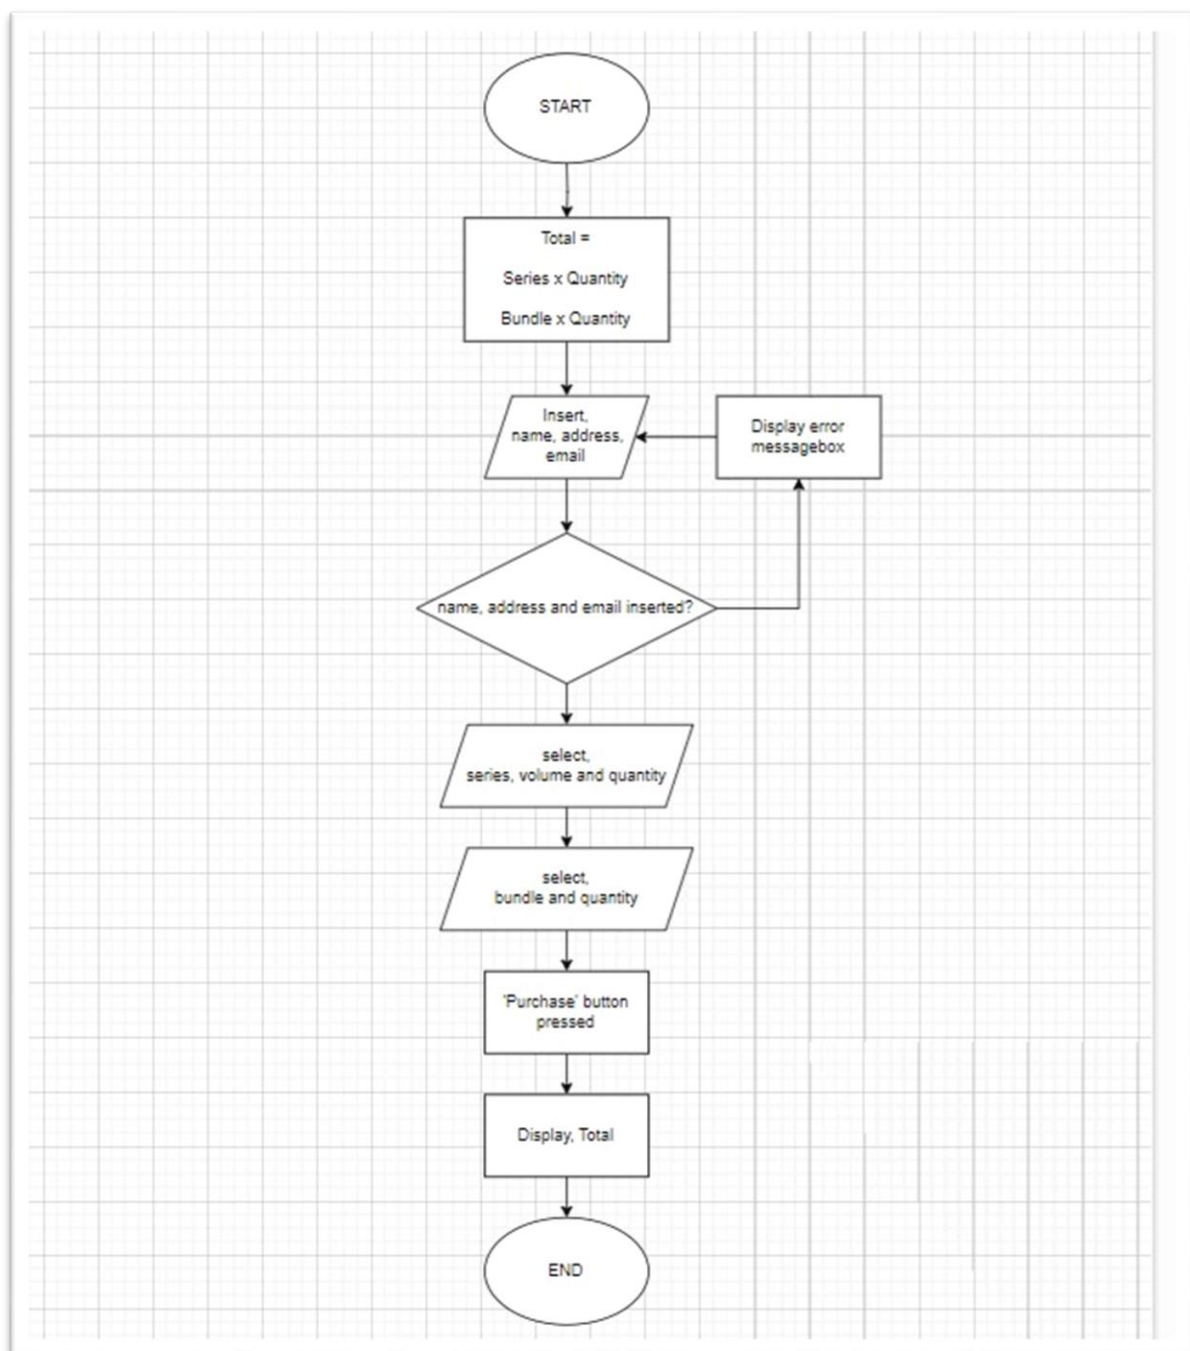 START
Total =
Series x Quantity
Bundle x Quantity
Insert,
name, address,
email
Display error
messagebox
name, address and email inserted?
select,
series, volume and quantity
select,
bundle and quantity
'Purchase' button
pressed
Display, Total
END